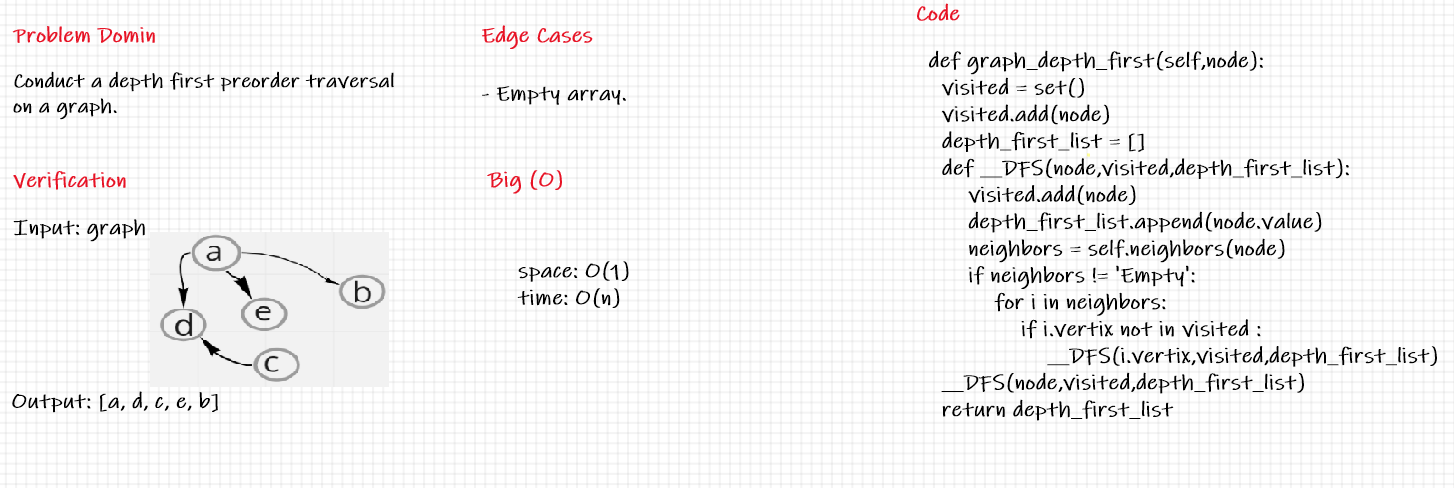 Problem Domin
Conduct a depth first preorder traversal
on a graph.
Verification
Input: graph
a
b
e
d
c
Output: [a, d, c, e, b]
Edge Cases
- Empty array.
Big (O)
space: O(1)
time: O(n)
Code
def graph_depth_first(self,node):
visited = set()
visited.add(node)
depth_first_list = []
def __DFS(node,visited,depth_first_list):
visited.add(node)
depth_first_list.append(node.value)
neighbors = self.neighbors(node)
if neighbors != 'Empty':
for i in neighbors:
if i.vertix not in visited :
__DFS(i.vertix,visited,depth_first_list)
__DFS(node,visited,depth_first_list)
return depth_first_list